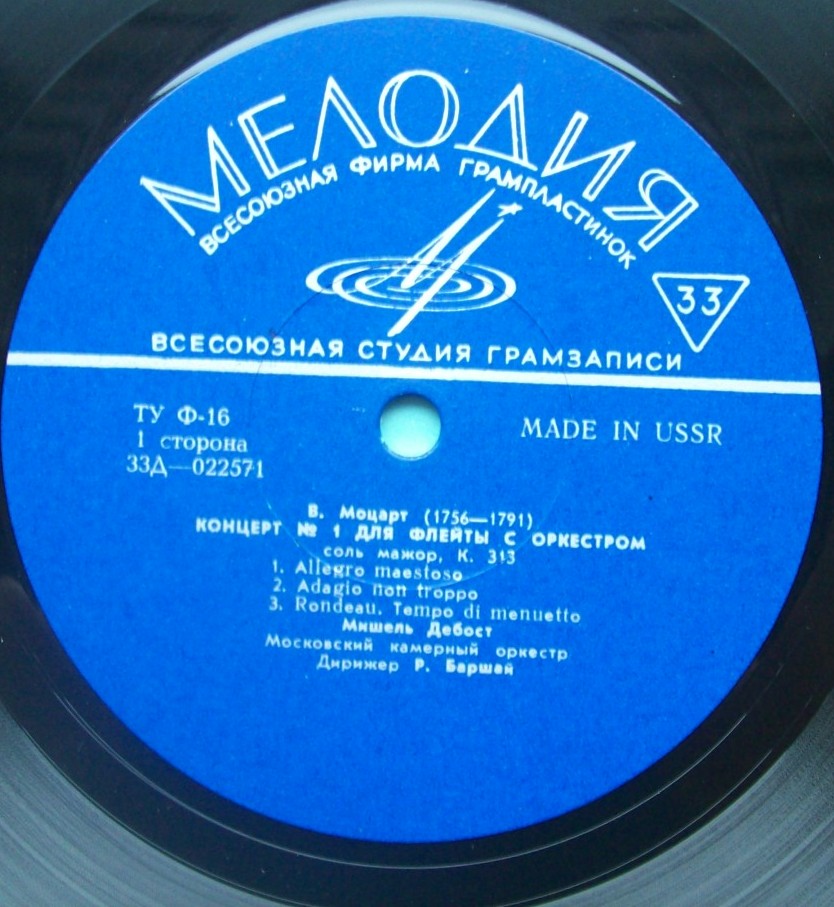 МЕЛОДИЯ
ВСЕСОЮЗНАЯ ФИРМА ГРАМПЛАСТИНОК
33
ВСЕСОЮЗНАЯ СТУДИЯ ГРАМЗАПИСИ
ТУ Ф-16
1 сторона
33Д—022571
MADE IN USSR
В. Моцарт (1756—1791)
КОНЦЕРТ № 1 ДЛЯ ФЛЕЙТЫ С ОРКЕСТРОМ
соль мажор, К. 313
1. Allegro maestoso
2. Adagio non troppo
3. Rondeau. Tempo di menuetto
Мишель Дебост
Московский камерный оркестр
Дирижер Р. Баршай